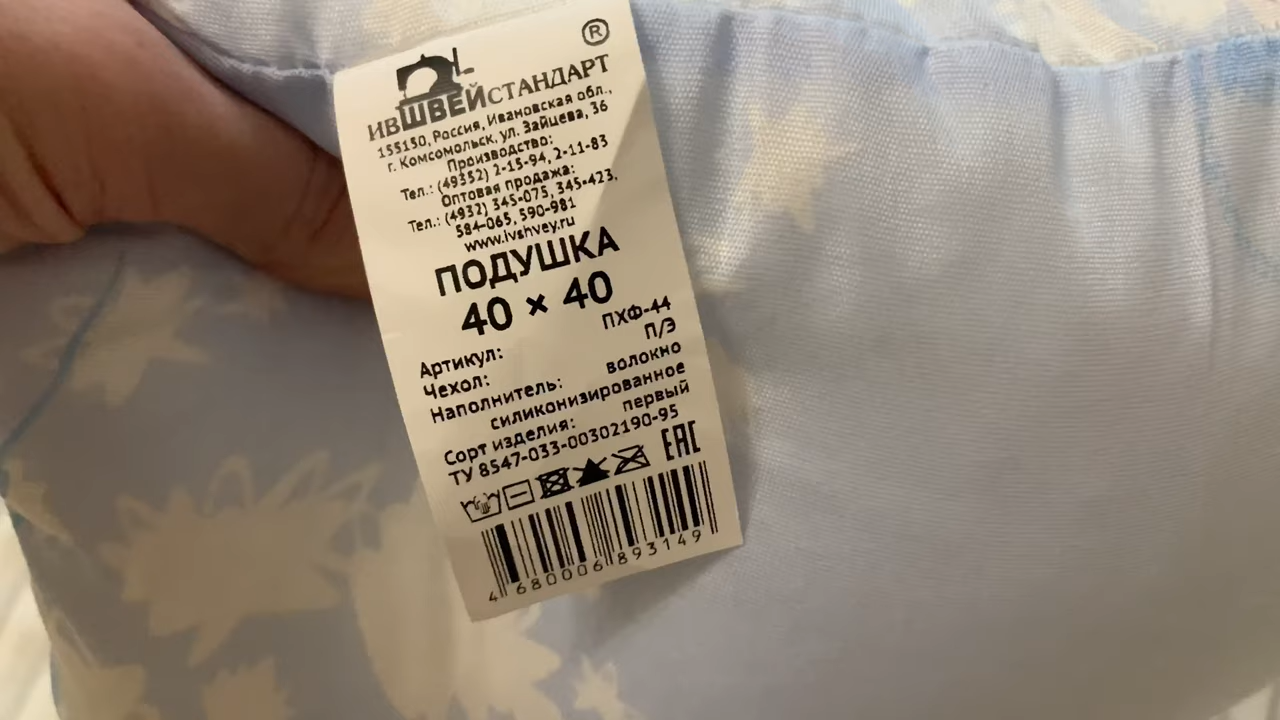 ®
ИВШВЕЙСТАНДАРТ
155150, Россия, Ивановская обл.,
г. Комсомольск, ул. Зайцева, 36
Производство:
Тел.: (49352) 2-15-94, 2-11-83
Оптовая продажа:
Тел.: (4932) 345-075, 345-423,
584-065, 590-981
www.ivshvey.ru
ПОДУШКА
40 × 40
Артикул: ПХФ-44
Чехол: П/Э
Наполнитель: волокно
силиконизированное
Сорт изделия: первый
ТУ 8547-033-00302190-95
EAC
4 680006 893149